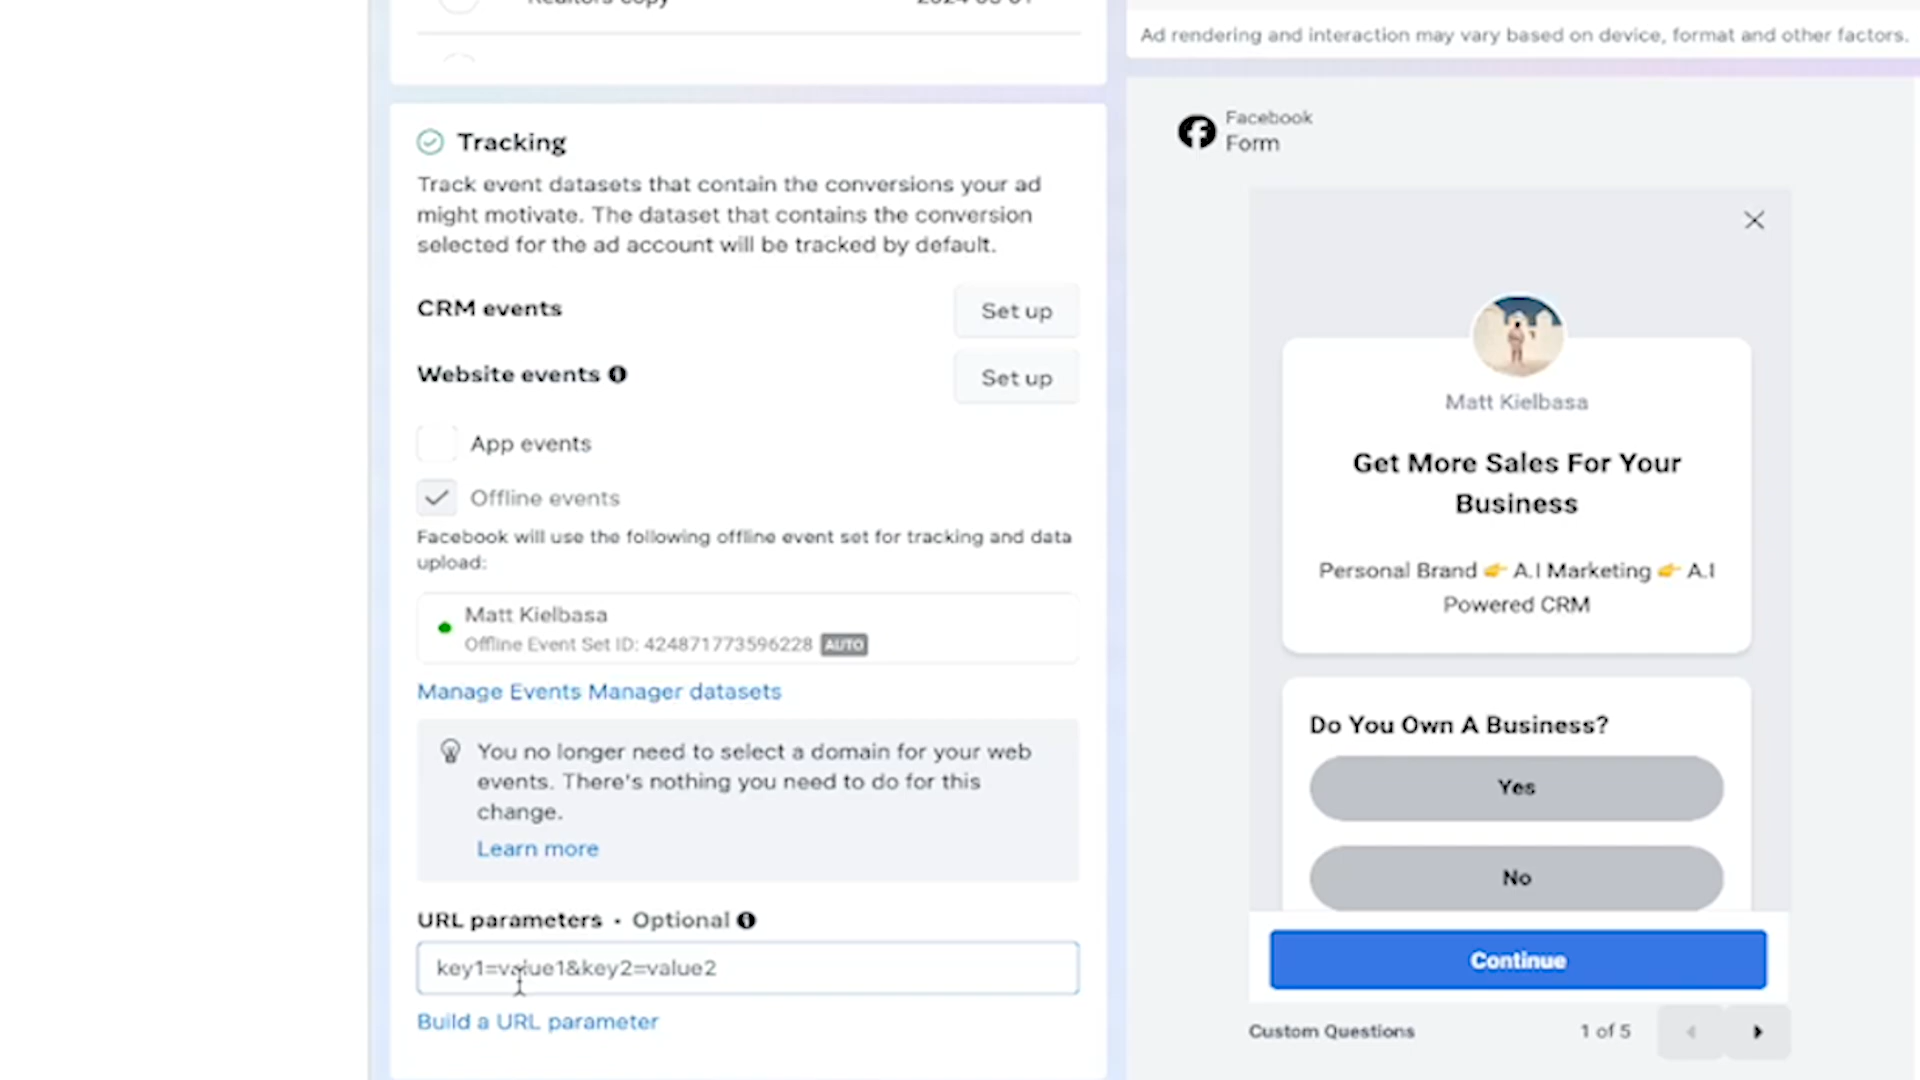 Realtors copy
Ad rendering and interaction may vary based on device, format and other factors.
Tracking
Track event datasets that contain the conversions your ad
might motivate. The dataset that contains the conversion
selected for the ad account will be tracked by default.
CRM events
Set up
Website events
Set up
App events
Offline events
Facebook will use the following offline event set for tracking and data
upload:
Matt Kielbasa
Offline Event Set ID: 424871773596228 AUTO
Manage Events Manager datasets
You no longer need to select a domain for your web
events. There's nothing you need to do for this
change.
Learn more
URL parameters • Optional
key1=value1&key2=value2
Build a URL parameter
Facebook
Form
Matt Kielbasa
Get More Sales For Your
Business
Personal Brand 👉 A.I Marketing 👉 A.I
Powered CRM
Do You Own A Business?
Yes
No
Continue
Custom Questions
1 of 5